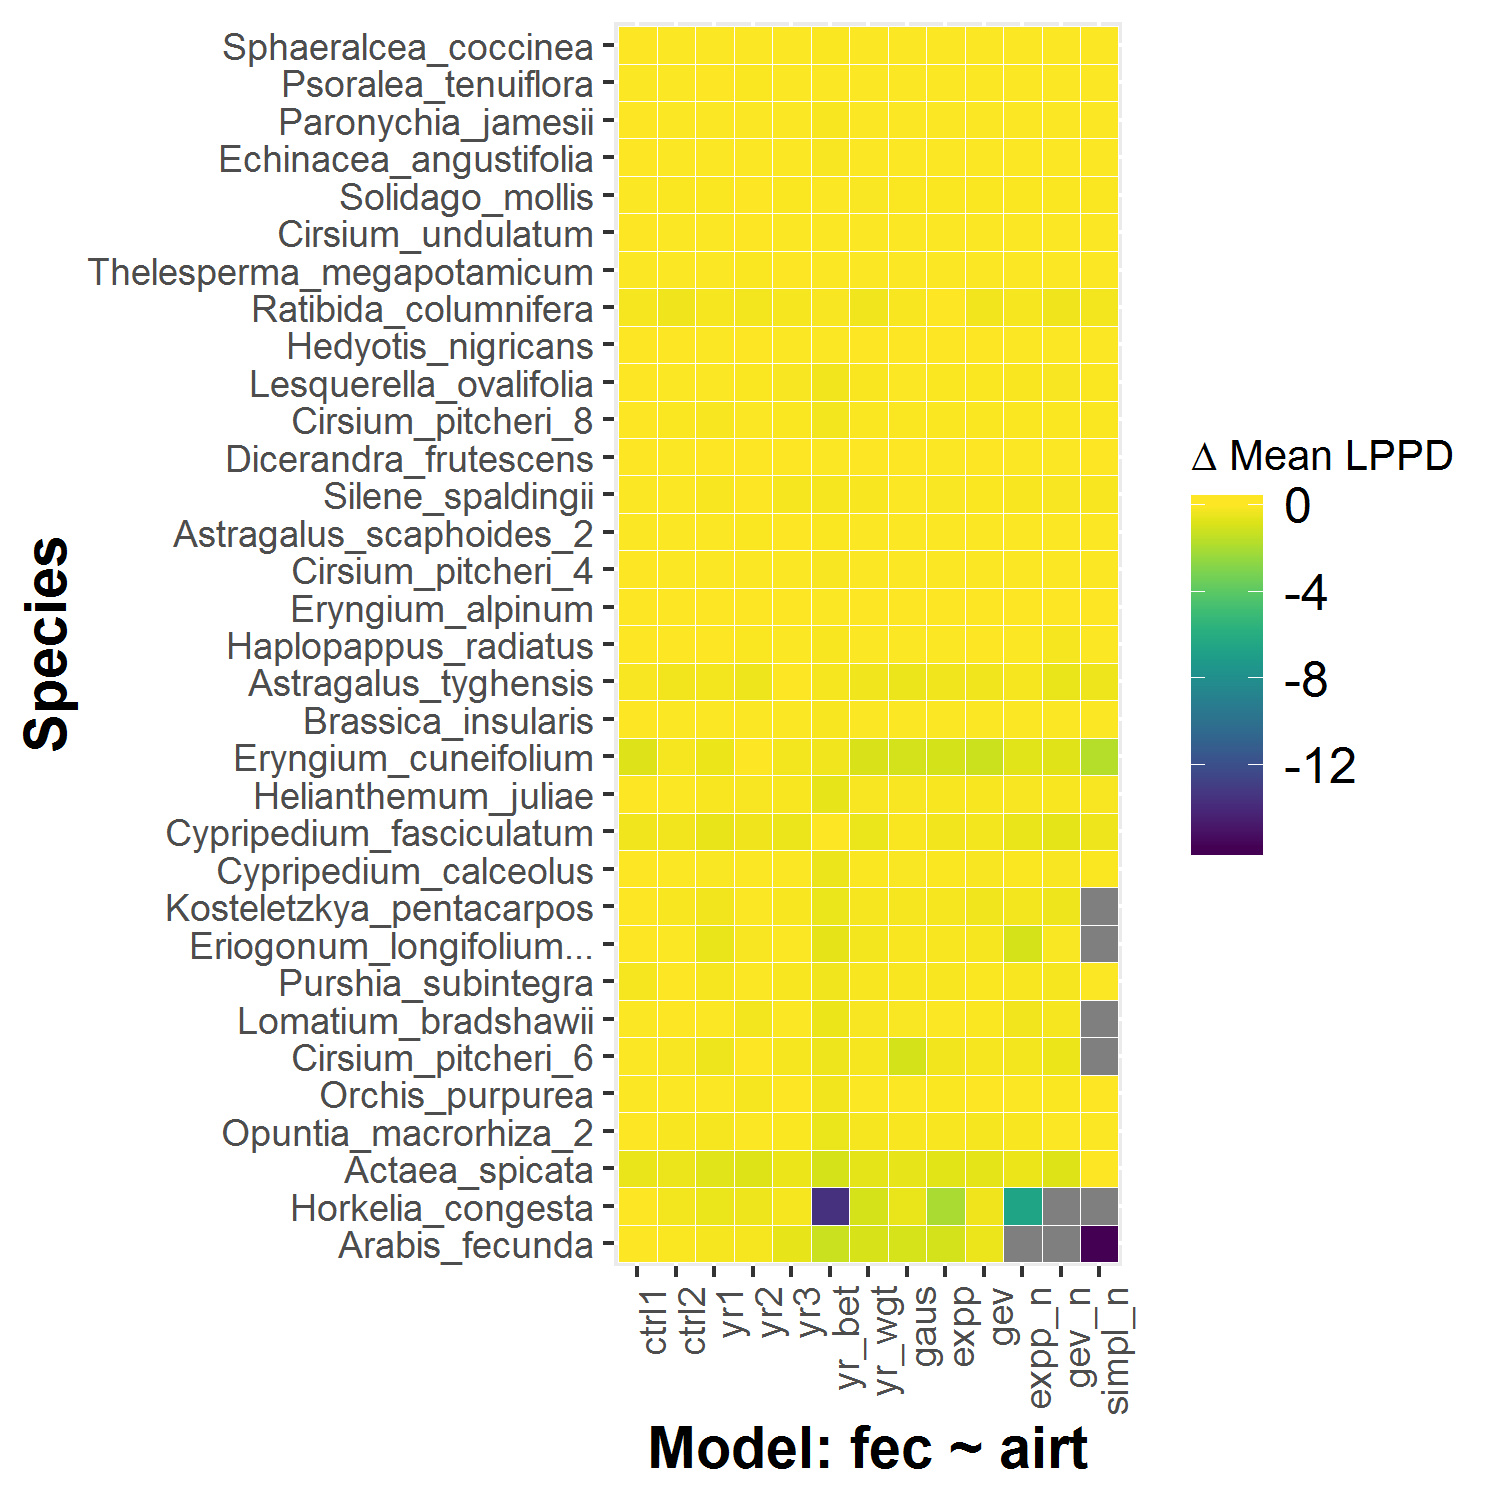 Sphaeralcea_coccinea
Psoralea_tenuiflora
Paronychia_jamesii
Echinacea_angustifolia
Solidago_mollis
Cirsium_undulatum
Thelesperma_megapotamicum
Ratibida_columnifera
Hedyotis_nigricans
Lesquerella_ovalifolia
Cirsium_pitcheri_8
Dicerandra_frutescens
Silene_spaldingii
Astragalus_scaphoides_2
Cirsium_pitcheri_4
Eryngium_alpinum
Haplopappus_radiatus
Astragalus_tyghensis
Brassica_insularis
Eryngium_cuneifolium
Helianthemum_juliae
Cypripedium_fasciculatum
Cypripedium_calceolus
Kosteletzkya_pentacarpos
Eriogonum_longifolium...
Purshia_subintegra
Lomatium_bradshawii
Cirsium_pitcheri_6
Orchis_purpurea
Opuntia_macrorhiza_2
Actaea_spicata
Horkelia_congesta
Arabis_fecunda
Species
ctrl1
ctrl2
yr1
yr2
yr3
yr_bet
yr_wgt
gaus
expp
gev
expp_n
gev_n
simpl_n
Model: fec ~ airt
Δ Mean LPPD
0
-4
-8
-12